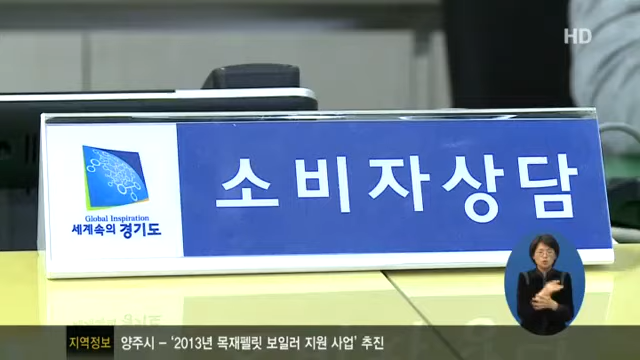 HD
Global Inspiration
세계속의 경기도
소비자상담
지역정보 양주시 – '2013년 목재펠릿 보일러 지원 사업' 추진